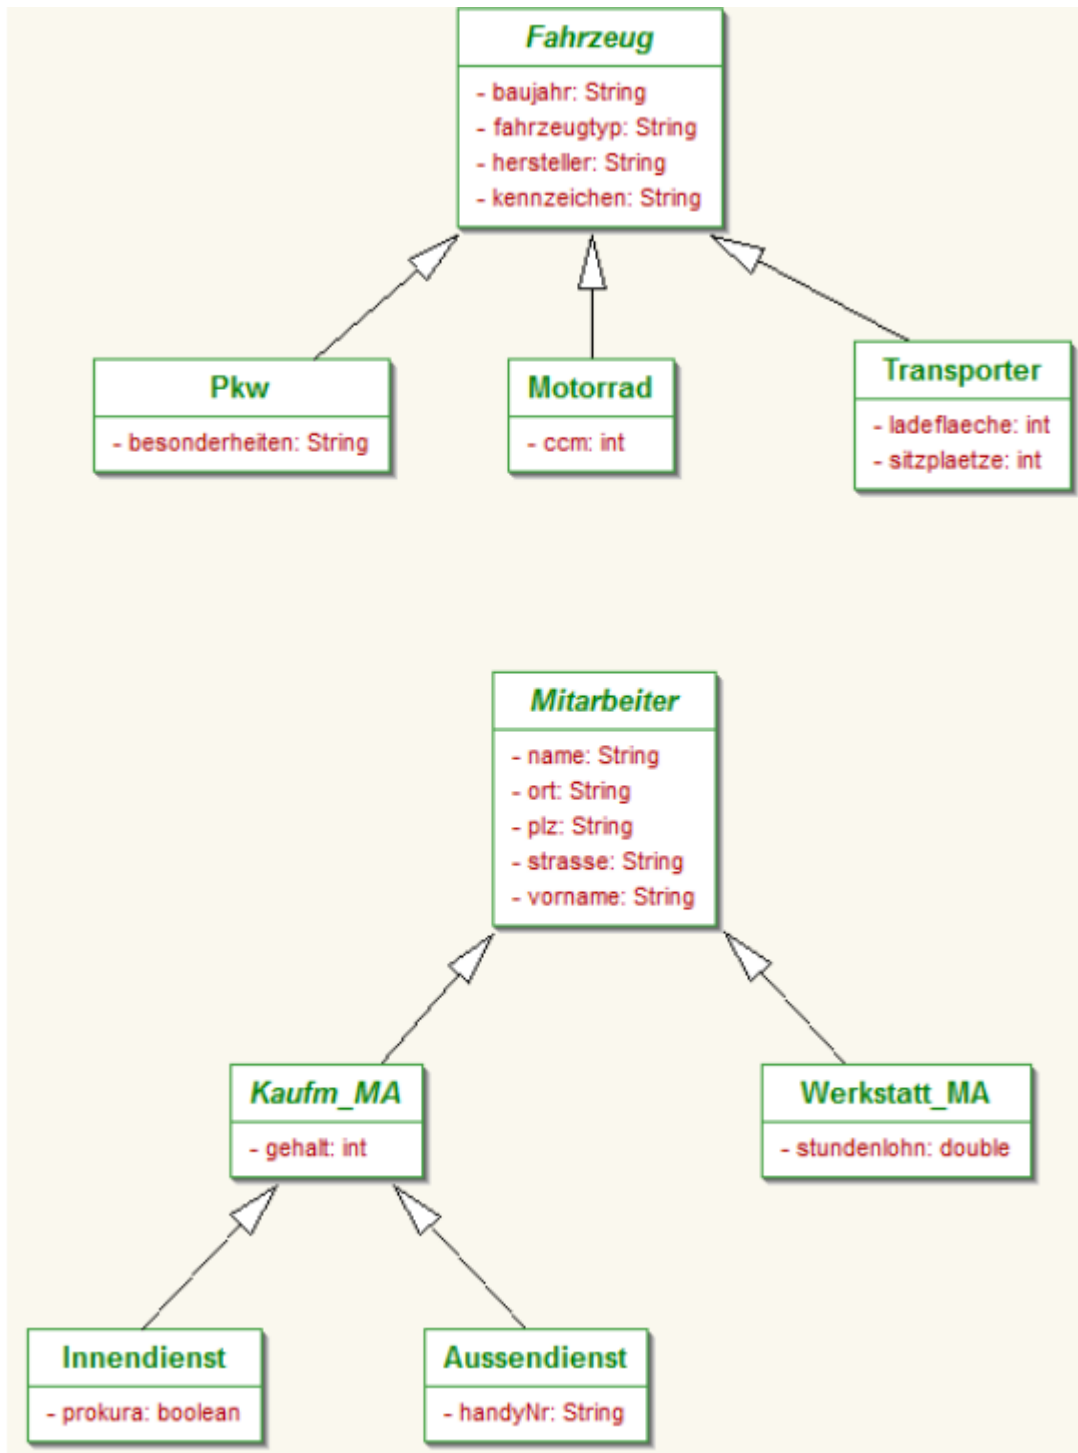 Fahrzeug
- baujahr: String
- fahrzeugtyp: String
- hersteller: String
- kennzeichen: String
Pkw
- besonderheiten: String
Motorrad
- ccm: int
Transporter
- ladeflaeche: int
- sitzplaetze: int
Mitarbeiter
- name: String
- ort: String
- plz: String
- strasse: String
- vorname: String
Kaufm_MA
- gehalt: int
Werkstatt_MA
- stundenlohn: double
Innendienst
- prokura: boolean
Aussendienst
- handyNr: String